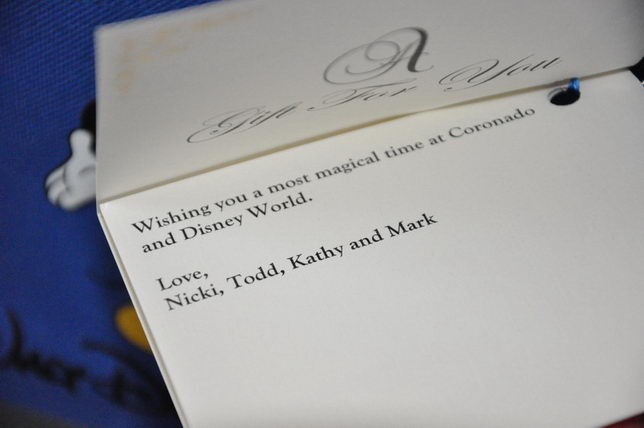 A
Gift For You
Wishing you a most magical time at Coronado
and Disney World.
Love,
Nicki, Todd, Kathy and Mark